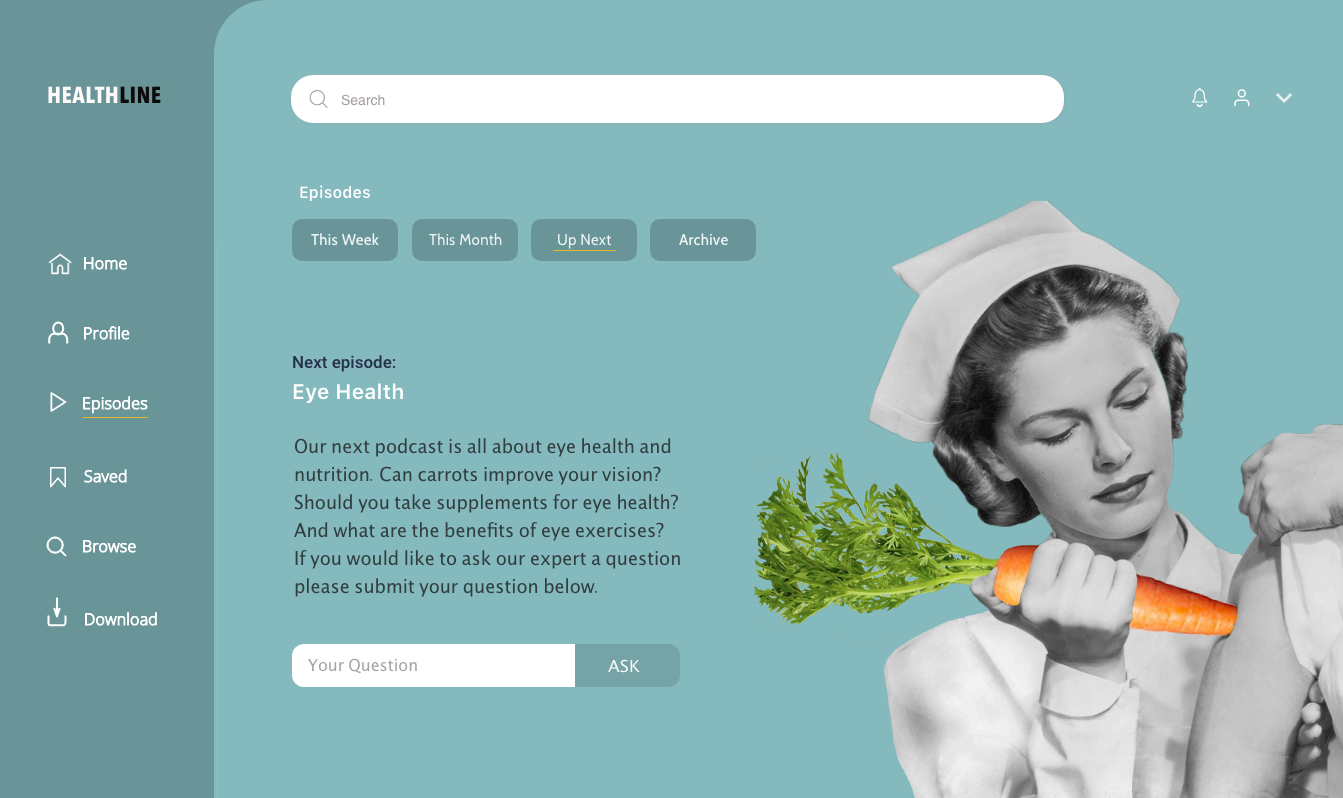 HEALTHLINE
Search
Home
Profile
Episodes
Saved
Browse
Download
Episodes
This Week
This Month
Up Next
Archive
Next episode:
Eye Health
Our next podcast is all about eye health and
nutrition. Can carrots improve your vision?
Should you take supplements for eye health?
And what are the benefits of eye exercises?
If you would like to ask our expert a question
please submit your question below.
Your Question
ASK